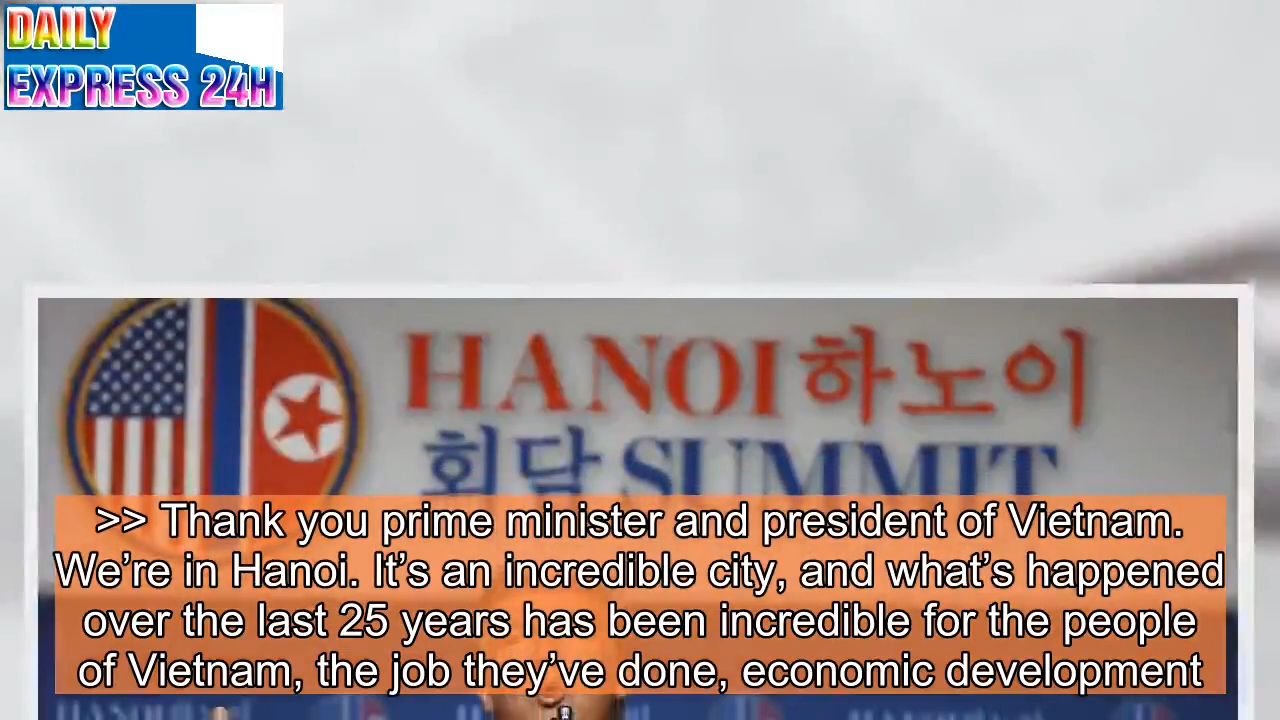 DAILY
EXPRESS 24H
HANOI 하노이
회담 SUMMIT
>> Thank you prime minister and president of Vietnam.
We’re in Hanoi. It’s an incredible city, and what’s happened
over the last 25 years has been incredible for the people
of Vietnam, the job they’ve done, economic development